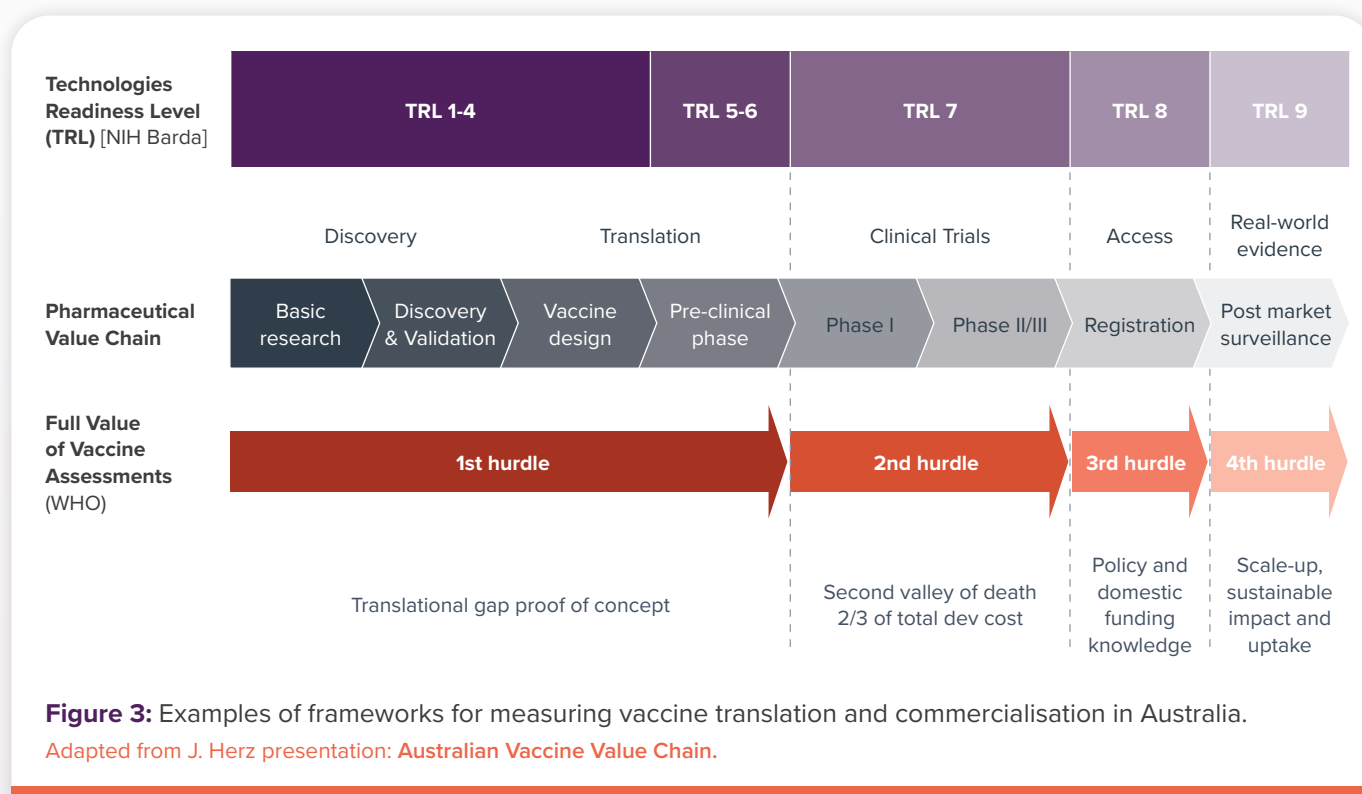 Technologies
Readiness Level
(TRL) [NIH Barda]
TRL 1-4
TRL 5-6
TRL 7
TRL 8
TRL 9
Discovery
Translation
Clinical Trials
Access
Real-world
evidence
Pharmaceutical
Value Chain
Basic
research
Discovery
& Validation
Vaccine
design
Pre-clinical
phase
Phase I
Phase II/III
Registration
Post market
surveillance
Full Value
of Vaccine
Assessments
(WHO)
1st hurdle
2nd hurdle
3rd hurdle
4th hurdle
Translational gap proof of concept
Second valley of death
2/3 of total dev cost
Policy and
domestic
funding
knowledge
Scale-up,
sustainable
impact and
uptake
Figure 3: Examples of frameworks for measuring vaccine translation and commercialisation in Australia.
Adapted from J. Herz presentation: Australian Vaccine Value Chain.